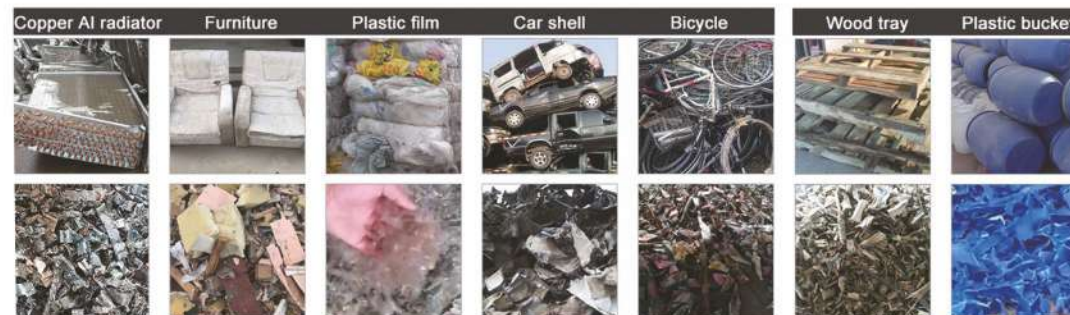 Copper Al radiator
Furniture
Plastic film
Car shell
Bicycle
Wood tray
Plastic bucket